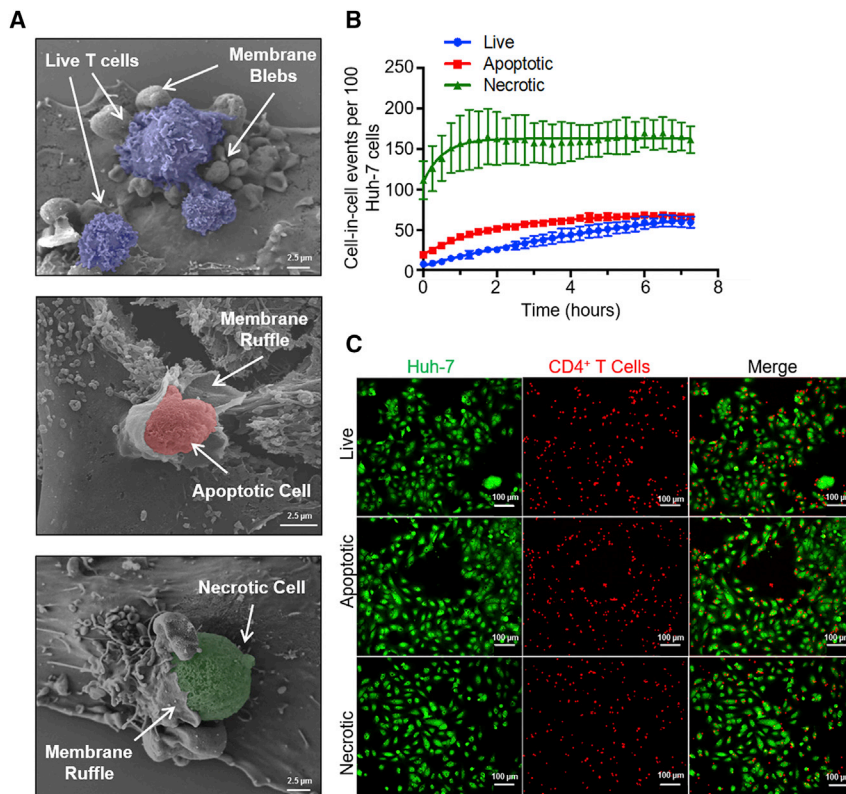 A
Live T cells
Membrane
Blebs
2.5 µm
Membrane
Ruffle
Apoptotic Cell
2.5 µm
Necrotic Cell
Membrane
Ruffle
2.5 µm
B
Live
Apoptotic
Necrotic
Cell-in-cell events per 100
Huh-7 cells
250
200
150
100
50
0
0 2 4 6 8
Time (hours)
C
Huh-7 CD4⁺ T Cells Merge
Live
100 µm 100 µm 100 µm
Apoptotic
100 µm 100 µm 100 µm
Necrotic
100 µm 100 µm 100 µm